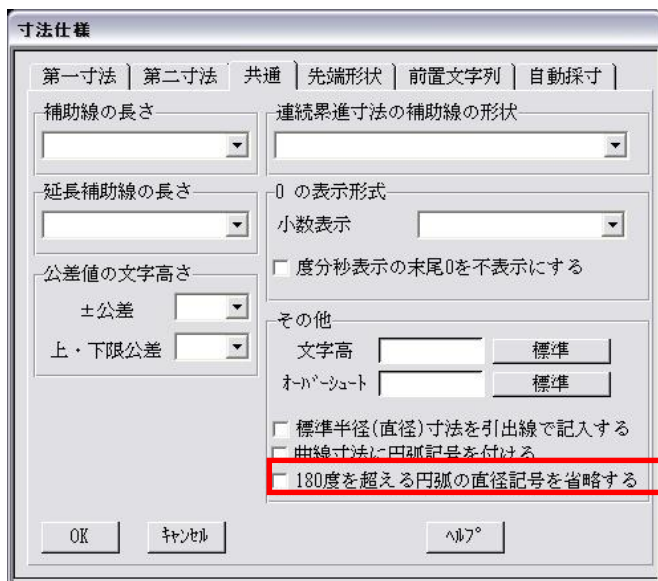 寸法仕様
第一寸法 第二寸法 共通 先端形状 前置文字列 自動採寸
補助線の長さ
連続累進寸法の補助線の形状
延長補助線の長さ
0 の表示形式
小数表示
度分秒表示の末尾0を不表示にする
公差値の文字高さ
±公差
上・下限公差
その他
文字高 標準
ｵｰﾊﾞｰｼｭｰﾄ 標準
標準半径(直径)寸法を引出線で記入する
曲線寸法に円弧記号を付ける
180度を超える円弧の直径記号を省略する
OK ｷｬﾝｾﾙ ﾍﾙﾌﾟ